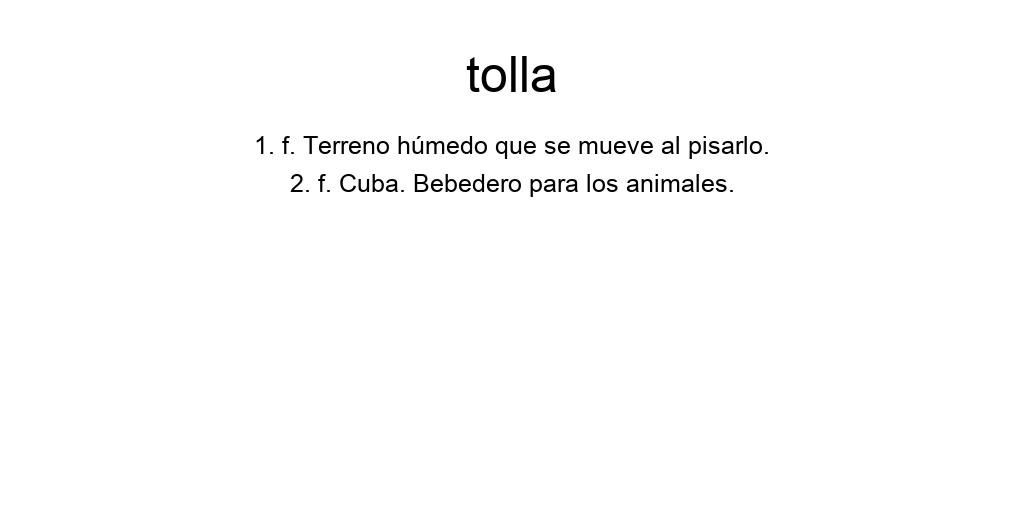 tolla
1. f. Terreno húmedo que se mueve al pisarlo.
2. f. Cuba. Bebedero para los animales.